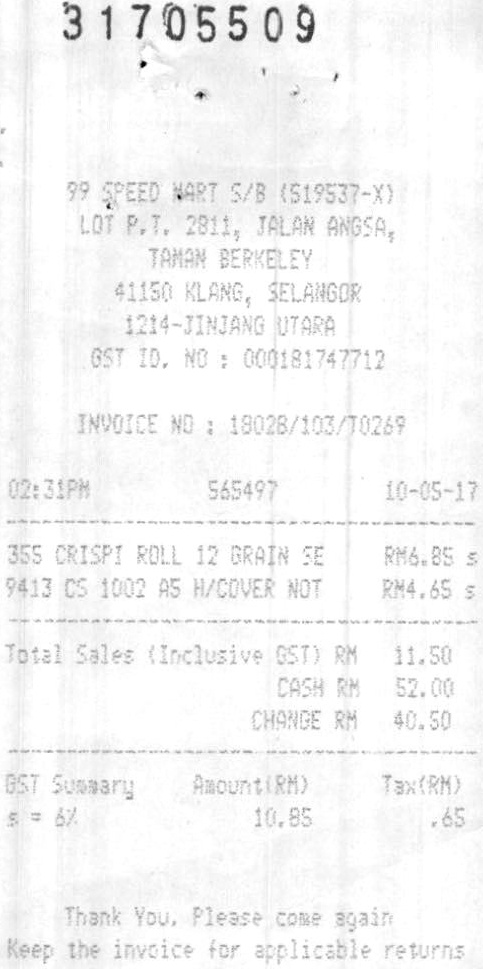 31705509
99 SPEED MART S/B (519537-X)
LOT P.T. 2811, JALAN ANGSA,
TAMAN BERKELEY
41150 KLANG, SELANGOR
1214-JINJANG UTARA
GST ID. NO : 000181747712
INVOICE NO : 18028/103/T0269
02:31PM 565497 10-05-17
355 CRISPI ROLL 12 GRAIN SE RM6.85 s
9413 CS 1002 A5 H/COVER NOT RM4.65 s
Total Sales (Inclusive GST) RM 11.50
CASH RM 52.00
CHANGE RM 40.50
GST Summary Amount(RM) Tax(RM)
s = 6% 10.85 .65
Thank You. Please come again
Keep the invoice for applicable returns